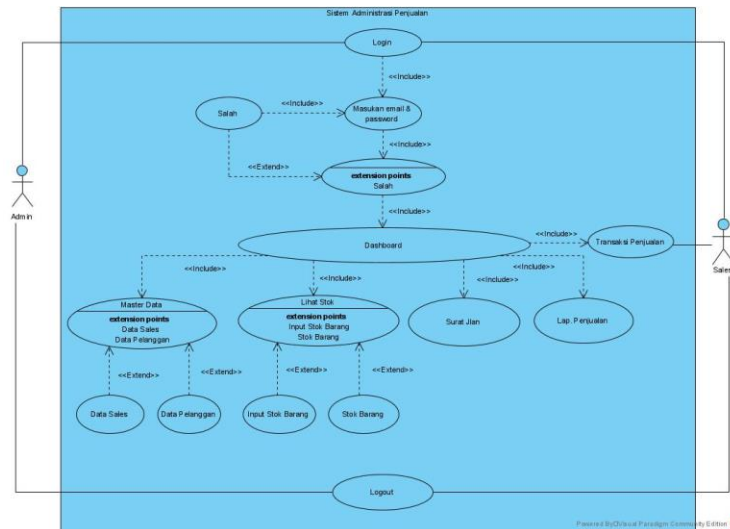 Sistem Administrasi Penjualan
Login
<<Include>>
Salah
<<Include>>
Masukan email &
password
<<Include>>
<<Extend>>
extension points
Salah
Admin
<<Include>>
Dashboard
<<Include>>
Transaksi Penjualan
Sales
<<Include>>
<<Include>>
<<Include>>
<<Include>>
Master Data
extension points
Data Sales
Data Pelanggan
Lihat Stok
extension points
Input Stok Barang
Stok Barang
Surat Jlan
Lap. Penjualan
<<Extend>>
<<Extend>>
<<Extend>>
<<Extend>>
Data Sales
Data Pelanggan
Input Stok Barang
Stok Barang
Logout
Visual Paradigm Community Edition